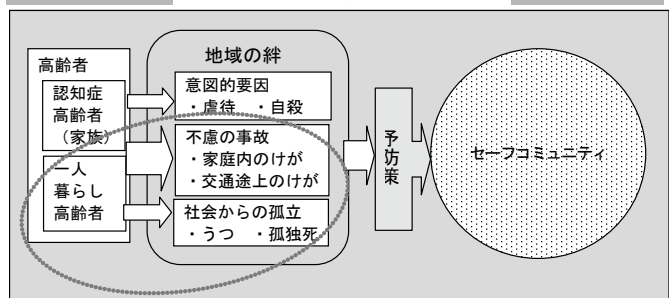 高齢者
認知症
高齢者
（家族）
一人
暮らし
高齢者
地域の絆
意図的要因
・虐待　・自殺
不慮の事故
・家庭内のけが
・交通途上のけが
社会からの孤立
・うつ　・孤独死
予防策
セーフコミュニティ